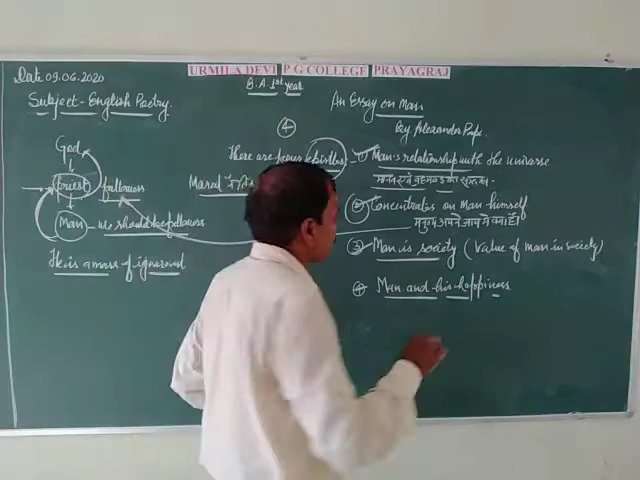 URMILA DEVI P G COLLEGE PRAYAGRAJ
Date 09.06.2020
B.A. 1st year
Subject - English Poetry.
An Essay on Man
By Alexander Pope.
④
God
There are four epistles
① Man's relationship with the universe
Priest followers
② Concentrates on man himself
मनुष्य अपने आप में क्या है।
Man - we should be followers
③ Man is society (Value of man in society)
He is a mass of ignorend
④ Man and his happiness.